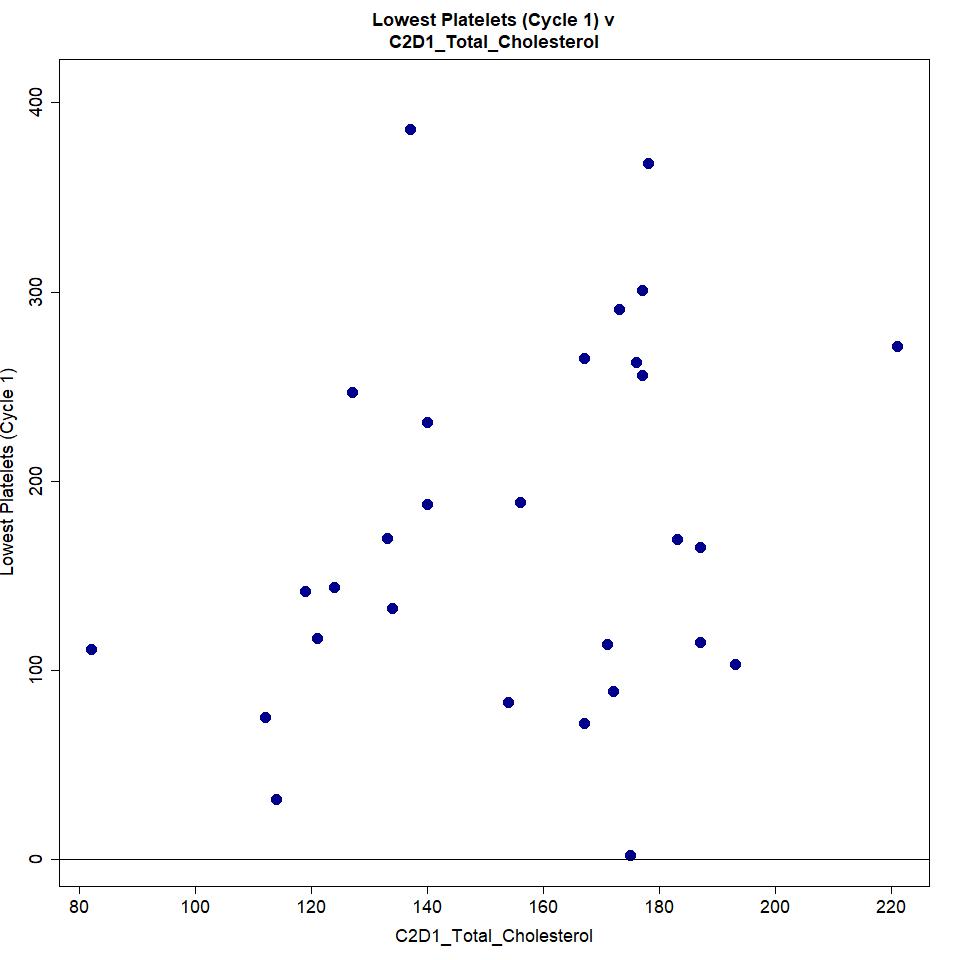 Lowest Platelets (Cycle 1) v
C2D1_Total_Cholesterol
Lowest Platelets (Cycle 1)
400
300
200
100
0
80 100 120 140 160 180 200 220
C2D1_Total_Cholesterol